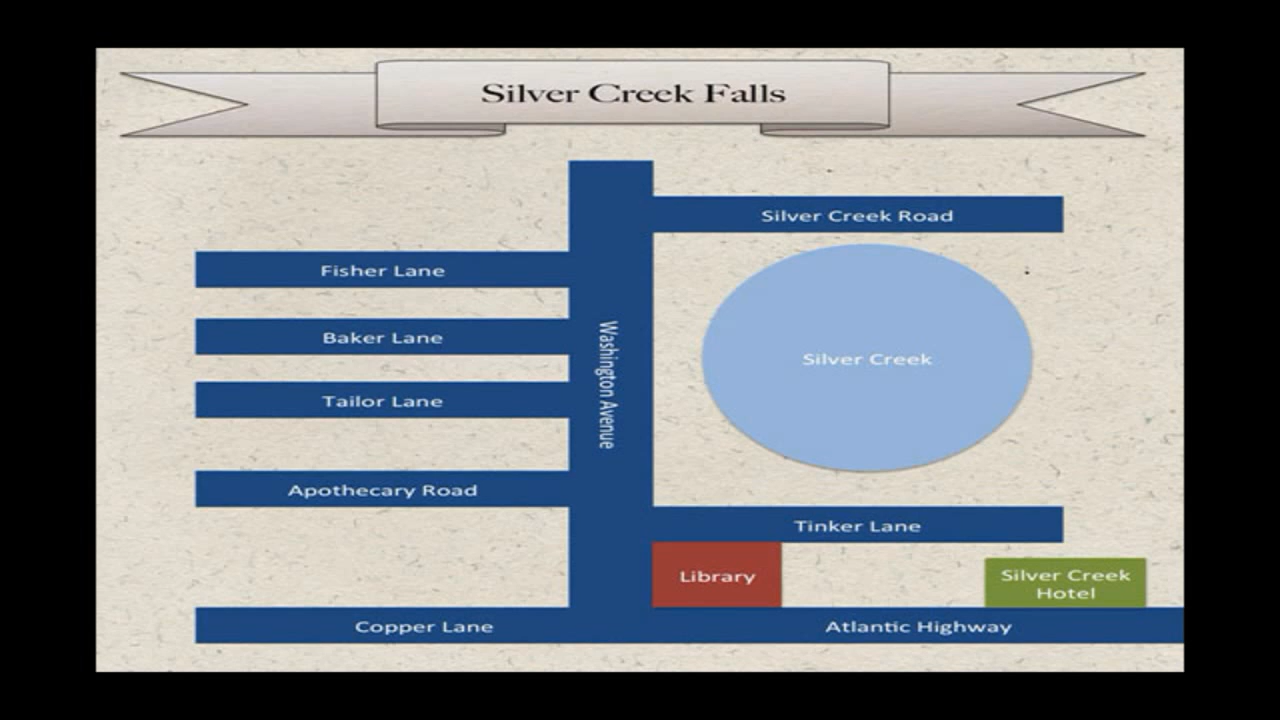 Silver Creek Falls
Silver Creek Road
Fisher Lane
Baker Lane
Silver Creek
Tailor Lane
Washington Avenue
Apothecary Road
Tinker Lane
Library
Silver Creek
Hotel
Copper Lane
Atlantic Highway